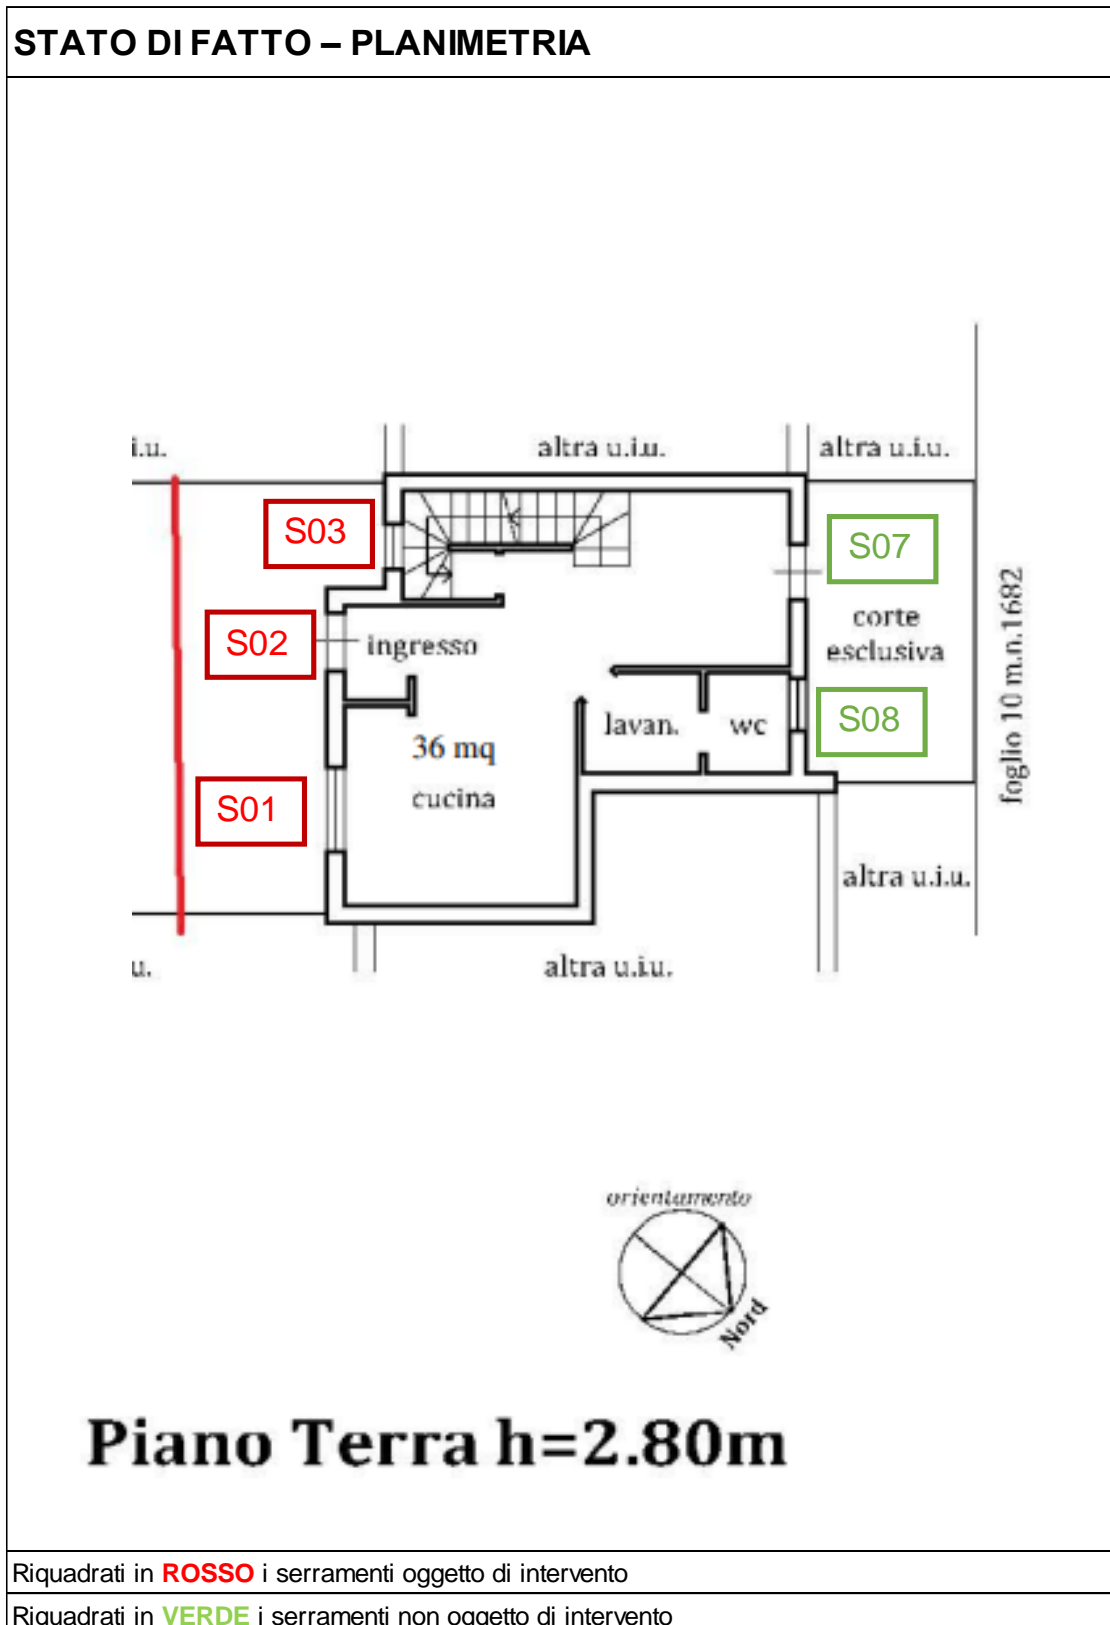 STATO DI FATTO – PLANIMETRIA
i.u.
altra u.i.u.
altra u.i.u.
S03
S07
S02
ingresso
corte
esclusiva
foglio 10 m.n.1682
S08
lavan.
wc
36 mq
cucina
S01
altra u.i.u.
u.
altra u.i.u.
orientamento
Nord
Piano Terra h=2.80m
Riquadrati in ROSSO i serramenti oggetto di intervento
Riquadrati in VERDE i serramenti non oggetto di intervento